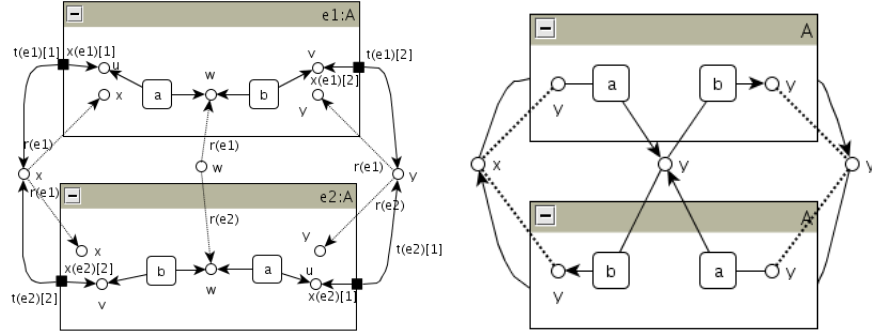 e1:A
t(e1)[1]
x(e1)[1]
u
v
t(e1)[2]
w
x(e1)[2]
a
b
x
y
r(e1)
r(e1)
r(e1)
x
w
y
r(e1)
r(e2)
e2:A
r(e2)
x
y
t(e2)[1]
x(e2)[2]
b
a
u
t(e2)[2]
v
w
x(e2)[1]
A
a
b
y
y
x
y
y
A
b
a
y
y